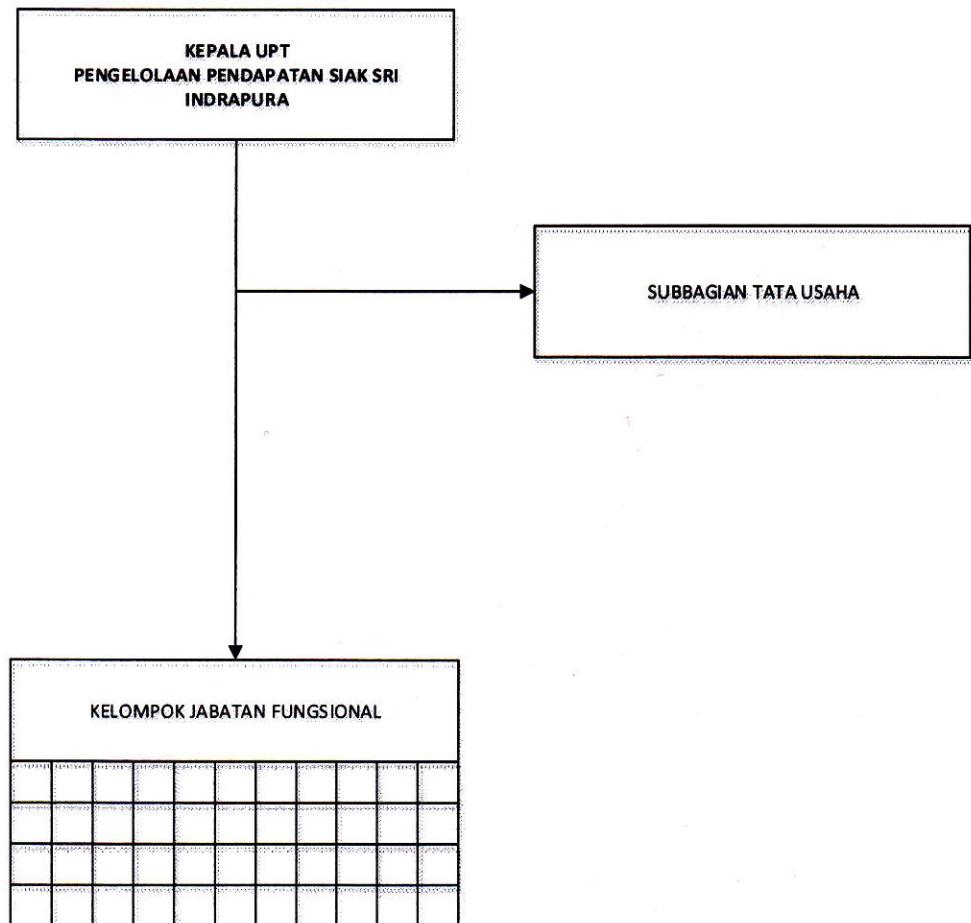 KEPALA UPT
PENGELOLAAN PENDAPATAN SIAK SRI
INDRAPURA
SUBBAGIAN TATA USAHA
KELOMPOK JABATAN FUNGSIONAL